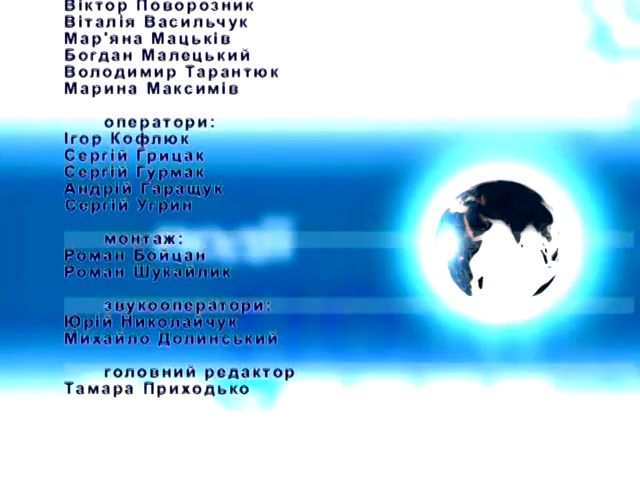 Віктор Поворозник
Віталія Васильчук
Мар'яна Мацьків
Богдан Малецький
Володимир Тарантюк
Марина Максимів
оператори:
Ігор Кофлюк
Сергій Грицак
Сергій Гурмак
Андрій Гаращук
Сергій Угрин
монтаж:
Роман Бойцан
Роман Шукайлик
звукооператори:
Юрій Николайчук
Михайло Долинський
головний редактор
Тамара Приходько